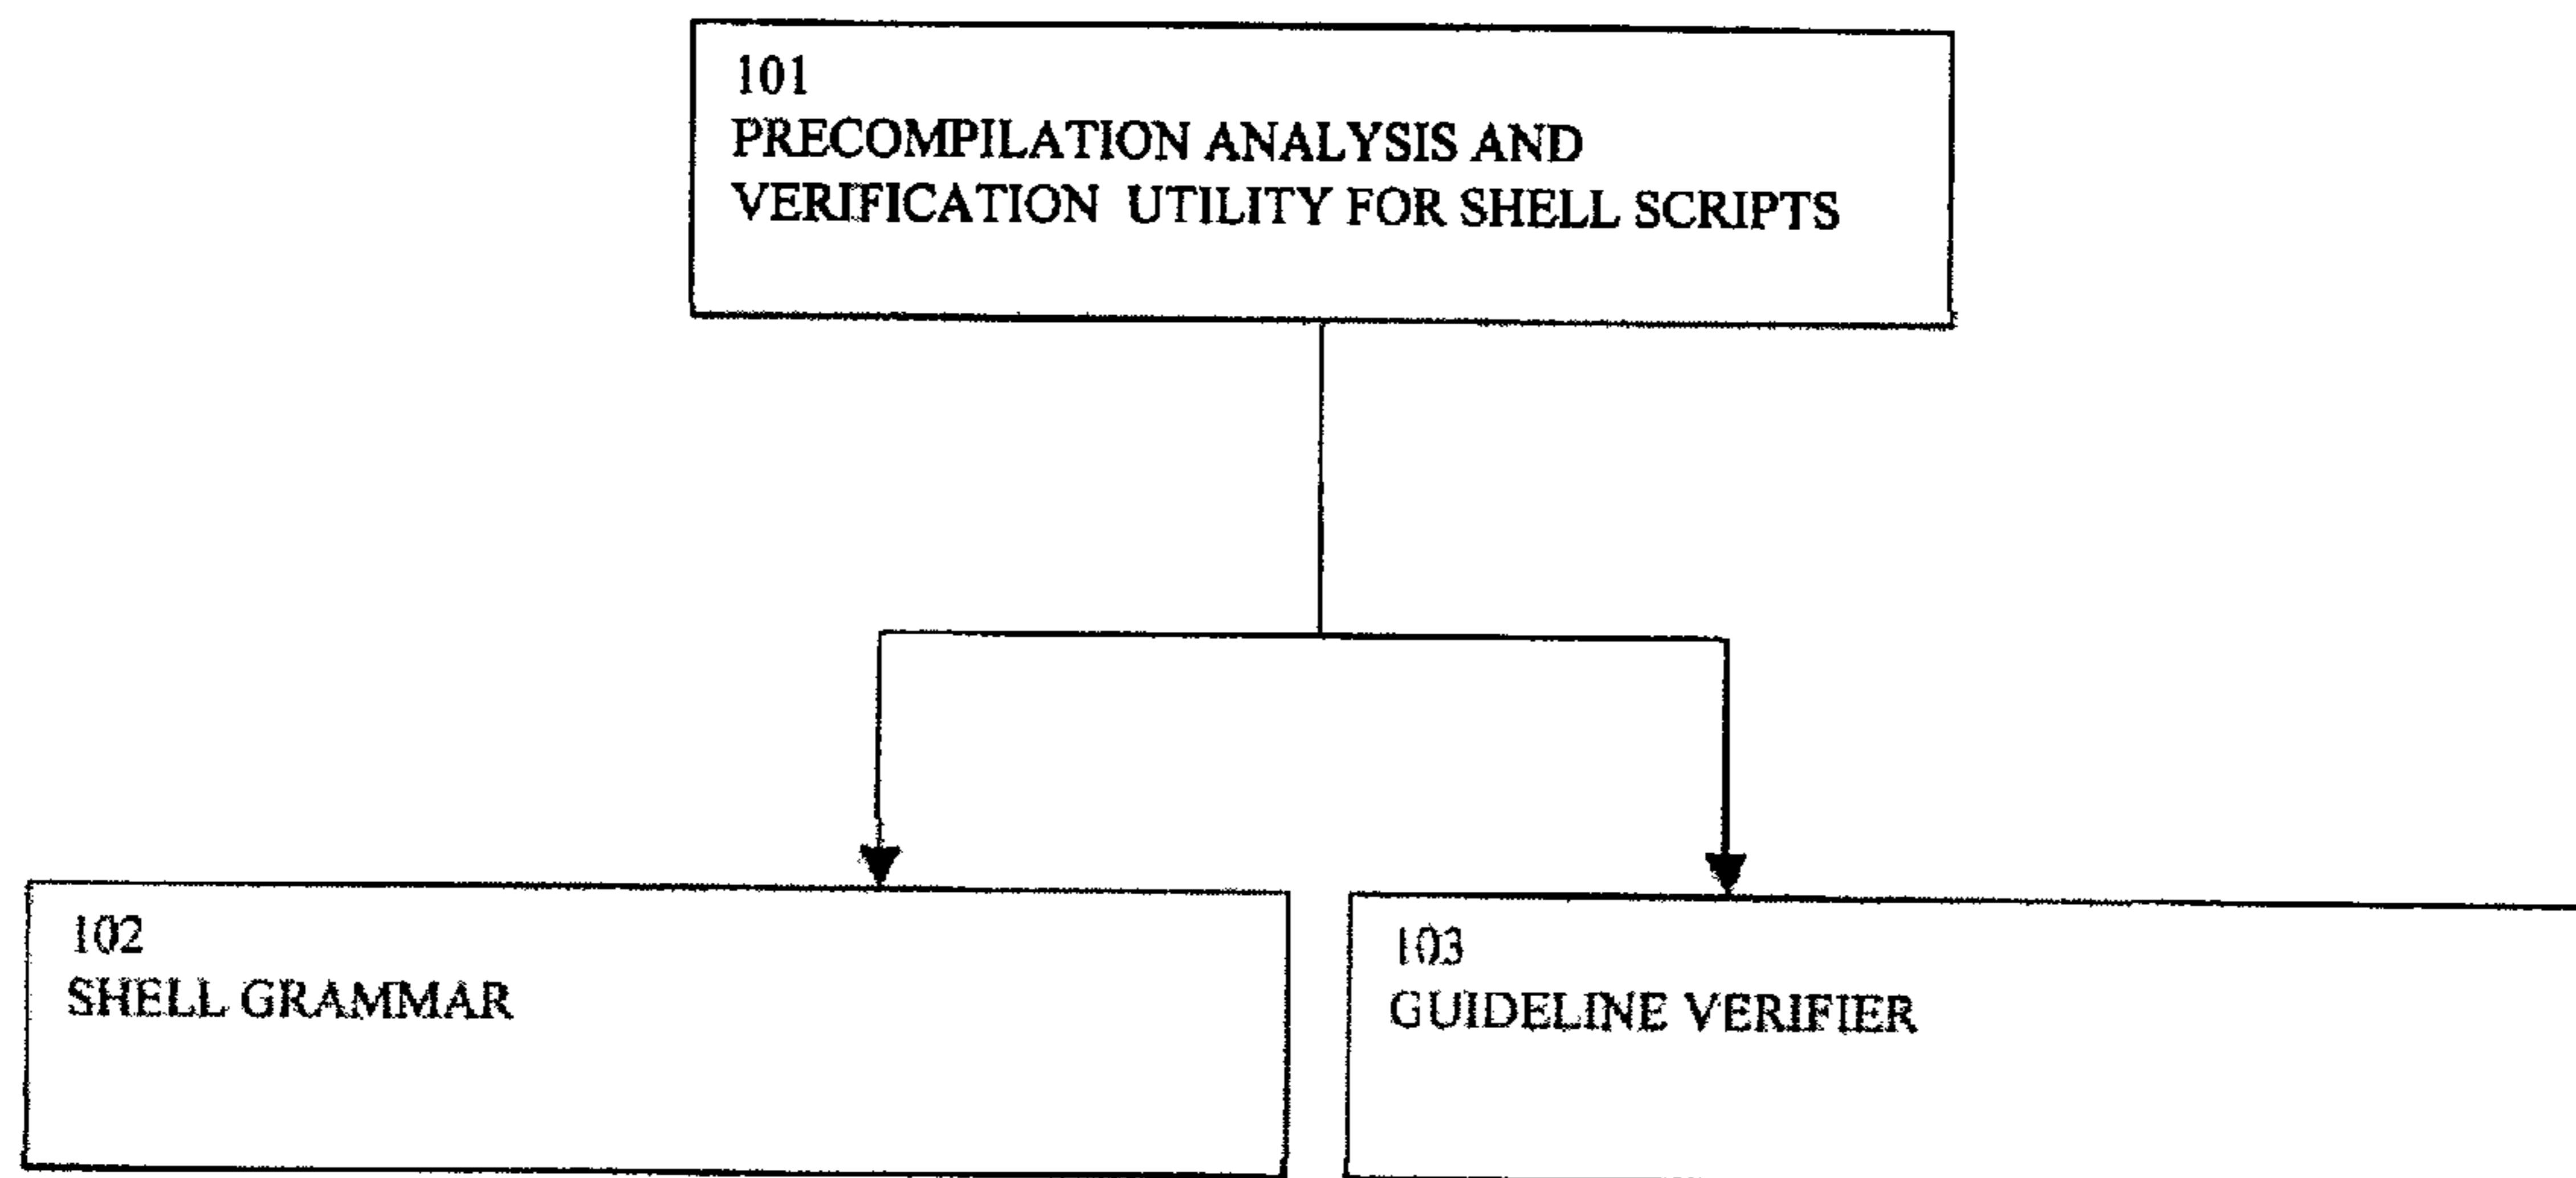 101
PRECOMPILATION ANALYSIS AND
VERIFICATION UTILITY FOR SHELL SCRIPTS
102
SHELL GRAMMAR
103
GUIDELINE VERIFIER